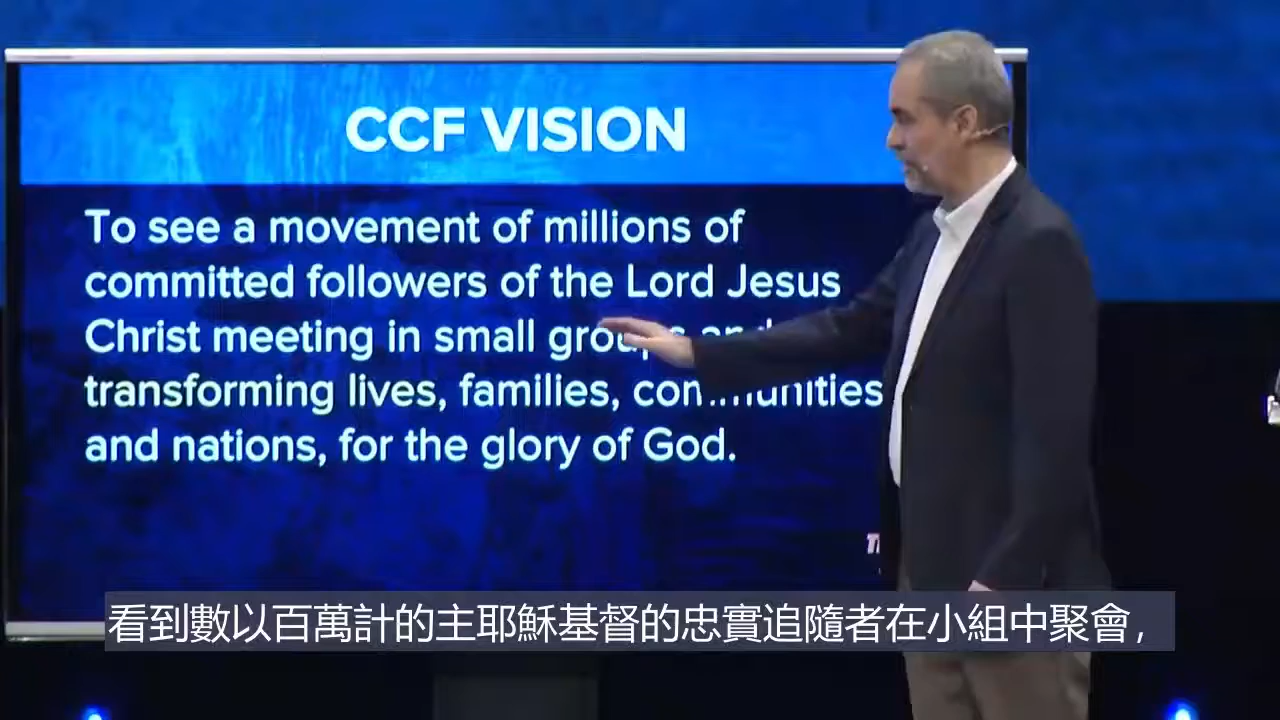 CCF VISION
To see a movement of millions of
committed followers of the Lord Jesus
Christ meeting in small
transforming lives, families,
and nations, for the glory of God.
看到數以百萬計的主耶穌基督的忠實追隨者在小組中聚會，